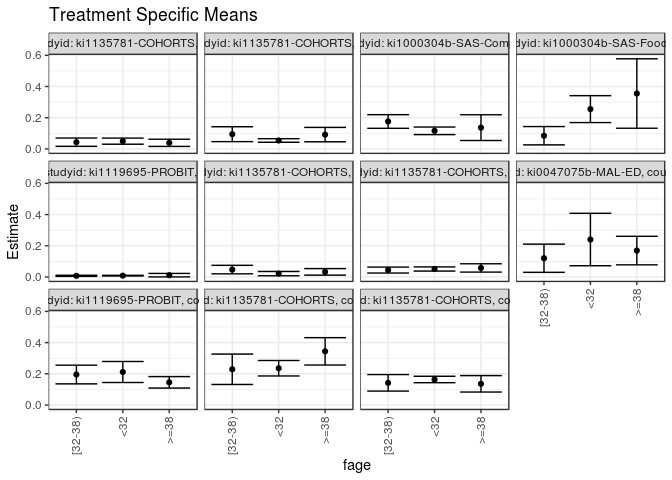 Treatment Specific Means
dyid: ki1135781-COHORTS,
dyid: ki1135781-COHORTS,
dyid: ki1000304b-SAS-Com
dyid: ki1000304b-SAS-Food
0.6
0.4
0.2
0.0
studyid: ki1119695-PROBIT,
dyid: ki1135781-COHORTS,
dyid: ki1135781-COHORTS,
d: ki0047075b-MAL-ED, cou
0.6
0.4
0.2
0.0
Estimate
dyid: ki1119695-PROBIT, co
d: ki1135781-COHORTS, co
d: ki1135781-COHORTS, co
0.6
0.4
0.2
0.0
[32-38)
<32
>=38
[32-38)
<32
>=38
[32-38)
<32
>=38
[32-38)
<32
>=38
fage